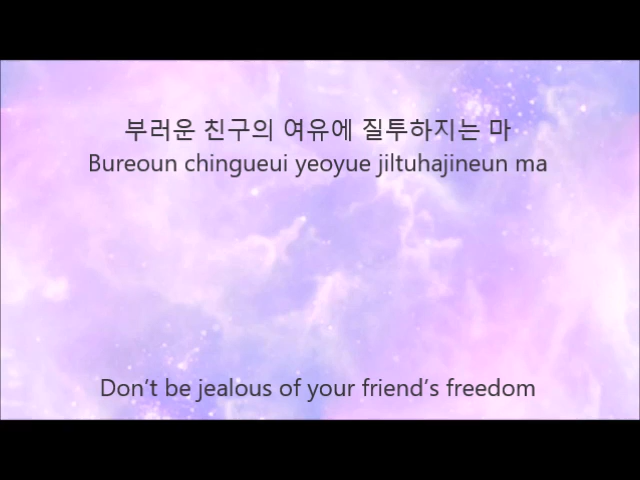 부러운 친구의 여유에 질투하지는 마
Bureoun chingueui yeoyue jiltuhajineun ma
Don’t be jealous of your friend’s freedom